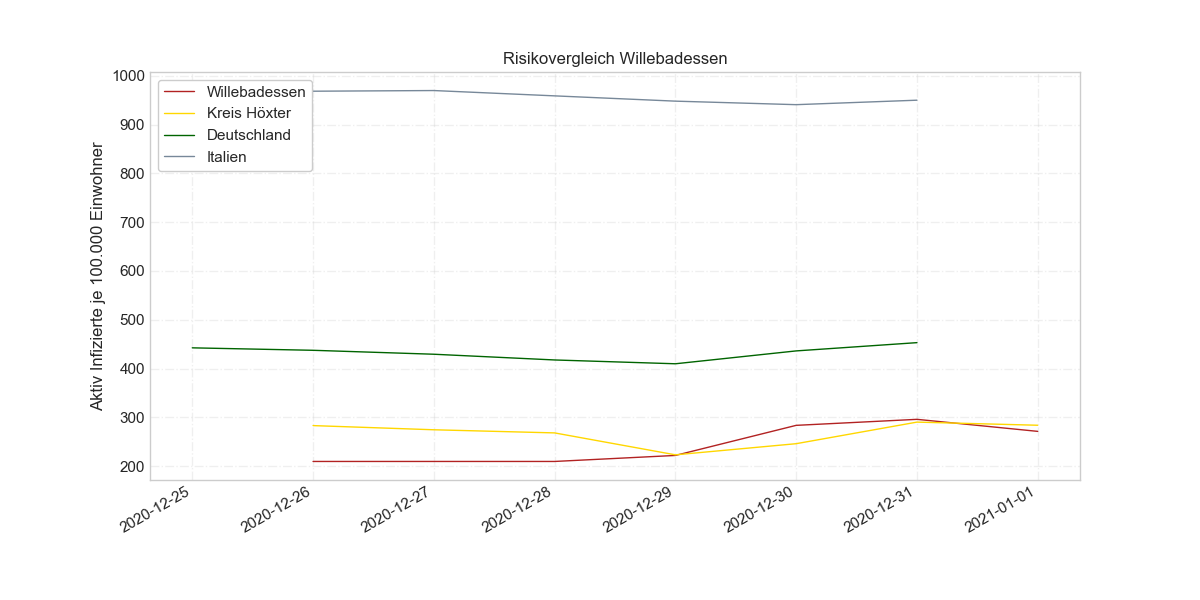 Risikovergleich Willebadessen
Aktiv Infizierte je 100.000 Einwohner
1000
900
800
700
600
500
400
300
200
Willebadessen
Kreis Höxter
Deutschland
Italien
2020-12-25
2020-12-26
2020-12-27
2020-12-28
2020-12-29
2020-12-30
2020-12-31
2021-01-01